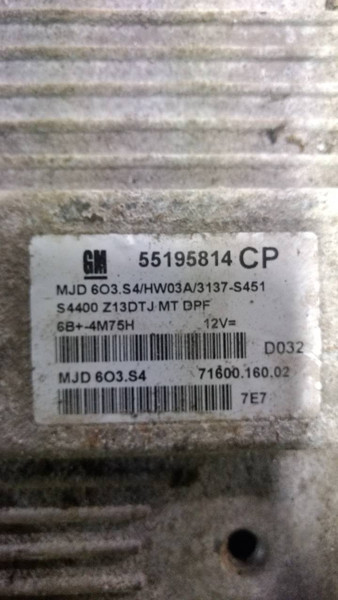 GM 55195814 CP
MJD 6O3.S4/HW03A/3137-S451
S4400 Z13DTJ MT DPF
6B+-4M75H 12V=
D032
MJD 6O3.S4 71600.160.02
7E7